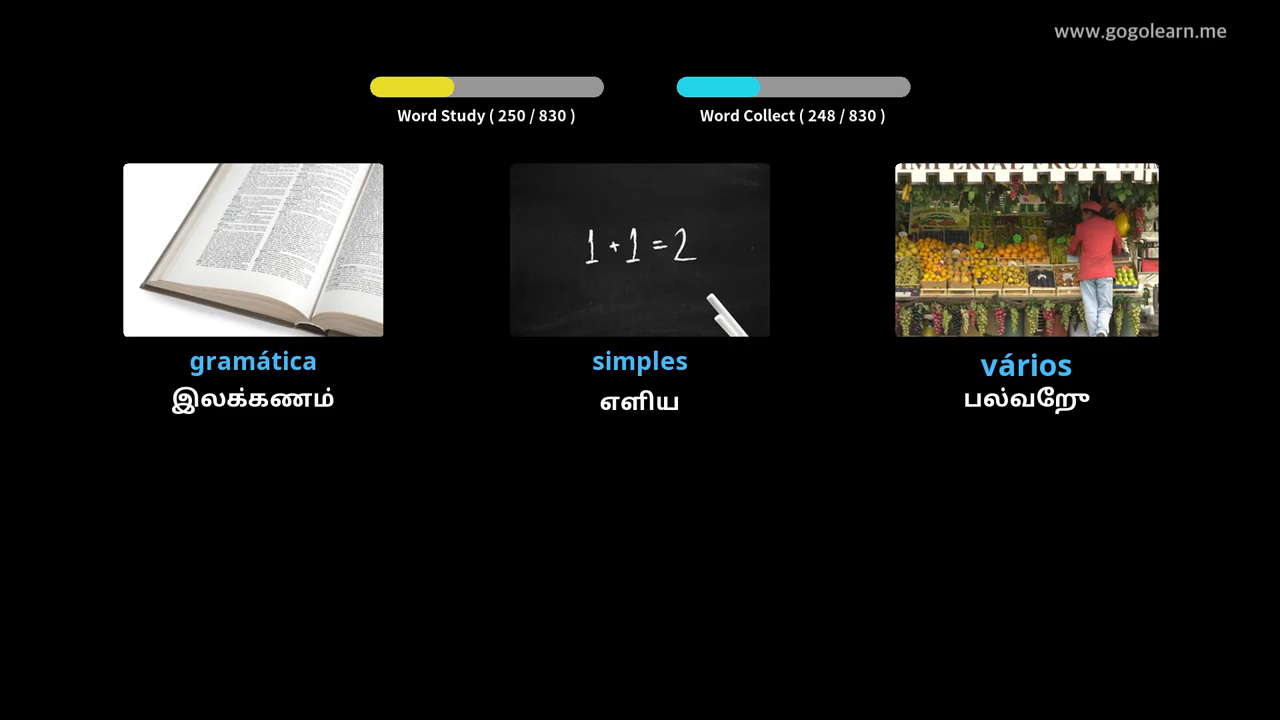 www.gogolearn.me
Word Study ( 250 / 830 )
Word Collect ( 248 / 830 )
1 + 1 = 2
gramática
simples
vários
இலக்கணம்
எளிய
பல்வறேு